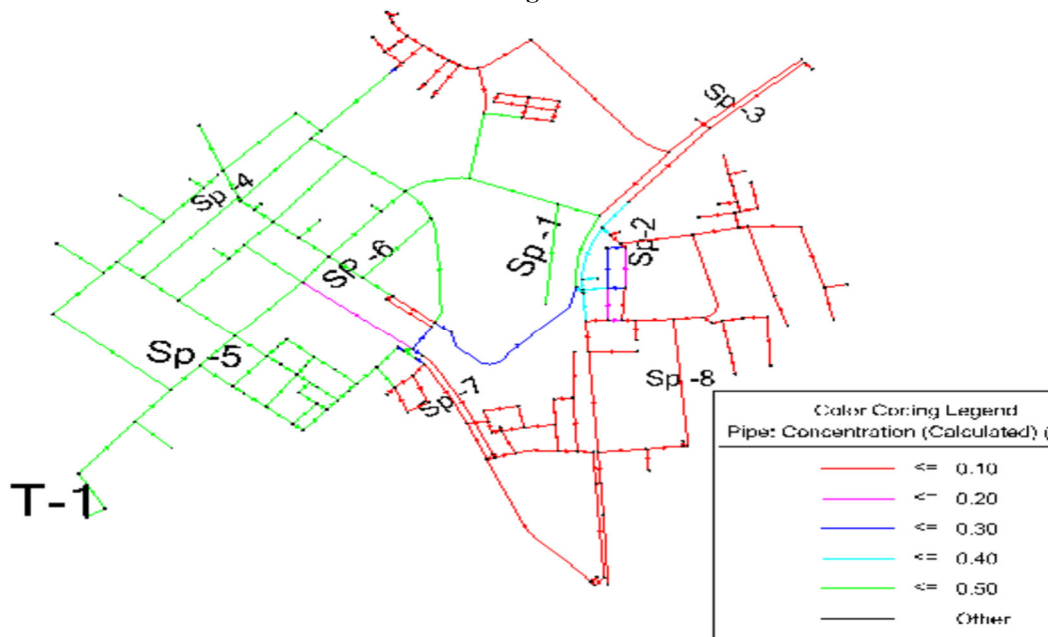 Sp -3
Sp -4
Sp -2
Sp -1
SP -6
Sp -5
Sp -7
Sp -8
T-1
Color Coding Legend
Pipe: Concentration (Calculated) (
<= 0.10
<= 0.20
<= 0.30
<= 0.40
<= 0.50
Other